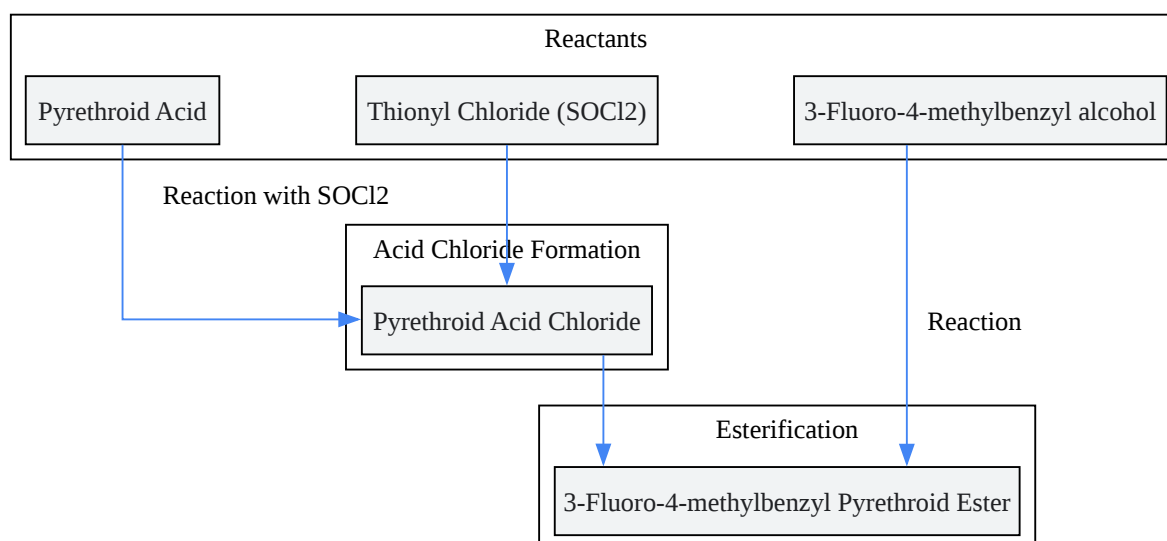 Reactants
Pyrethroid Acid
Thionyl Chloride (SOCl2)
3-Fluoro-4-methylbenzyl alcohol
Reaction with SOCl2
Acid Chloride Formation
Pyrethroid Acid Chloride
Reaction
Esterification
3-Fluoro-4-methylbenzyl Pyrethroid Ester